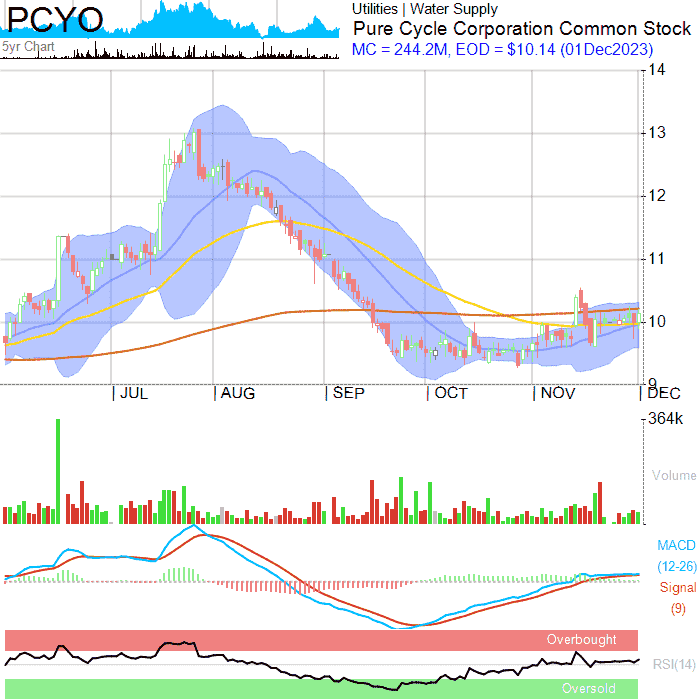 PCYO
Utilities | Water Supply
Pure Cycle Corporation Common Stock
5yr Chart
MC = 244.2M, EOD = $10.14 (01Dec2023)
14
13
12
11
10
9
JUL
AUG
SEP
OCT
NOV
DEC
364k
Volume
MACD
(12-26)
Signal
(9)
Overbought
RSI(14)
Oversold